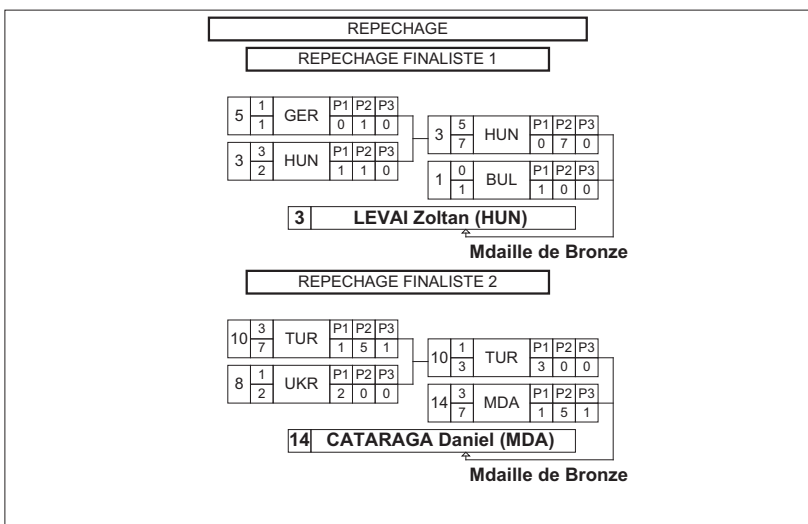 REPECHAGE
REPECHAGE FINALISTE 1
5 1 1 GER P1 P2 P3 0 1 0
3 3 2 HUN P1 P2 P3 1 1 0
3 5 7 HUN P1 P2 P3 0 7 0
1 0 1 BUL P1 P2 P3 1 0 0
3 LEVAI Zoltan (HUN)
Mdaille de Bronze
REPECHAGE FINALISTE 2
10 3 7 TUR P1 P2 P3 1 5 1
8 1 2 UKR P1 P2 P3 2 0 0
10 1 3 TUR P1 P2 P3 3 0 0
14 3 7 MDA P1 P2 P3 1 5 1
14 CATARAGA Daniel (MDA)
Mdaille de Bronze